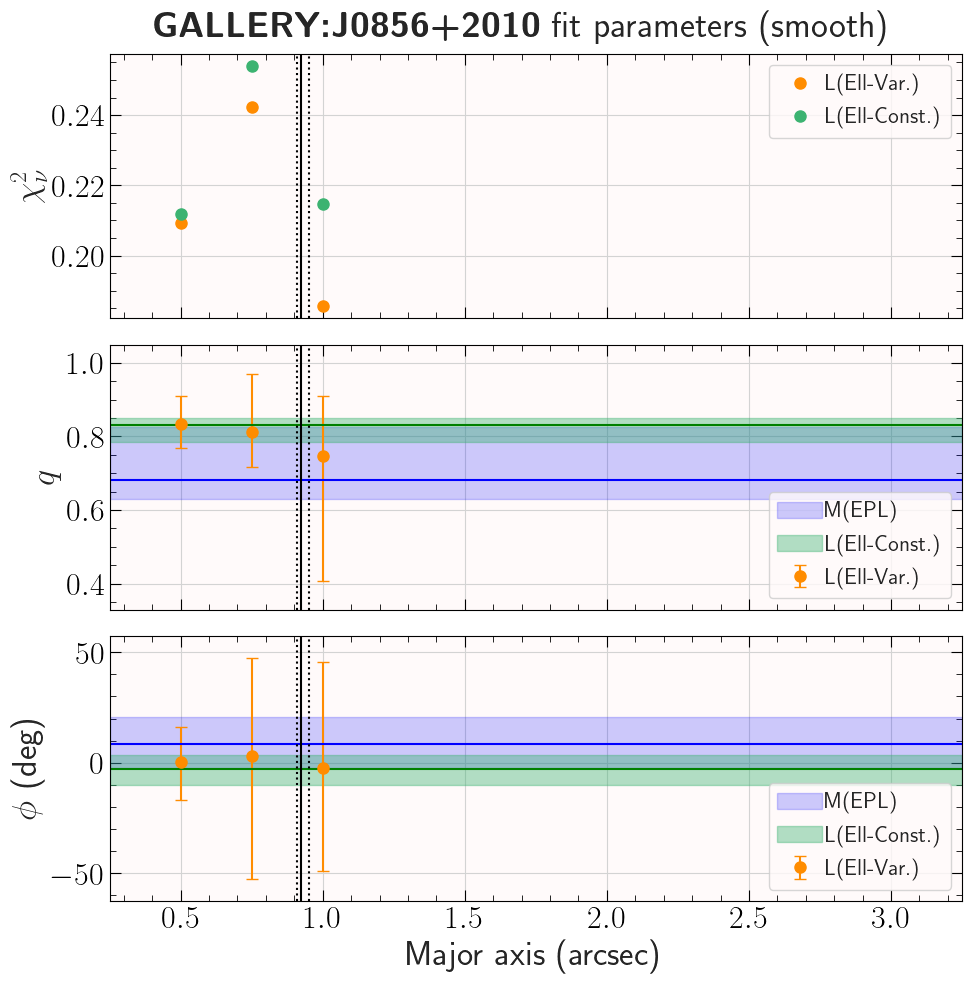 GALLERY:J0856+2010 fit parameters (smooth)
L(Ell-Var.)
L(Ell-Const.)
χ²ᵥ
0.24
0.22
0.20
q
1.0
0.8
0.6
0.4
M(EPL)
L(Ell-Const.)
L(Ell-Var.)
ϕ (deg)
50
0
−50
M(EPL)
L(Ell-Const.)
L(Ell-Var.)
0.5 1.0 1.5 2.0 2.5 3.0
Major axis (arcsec)